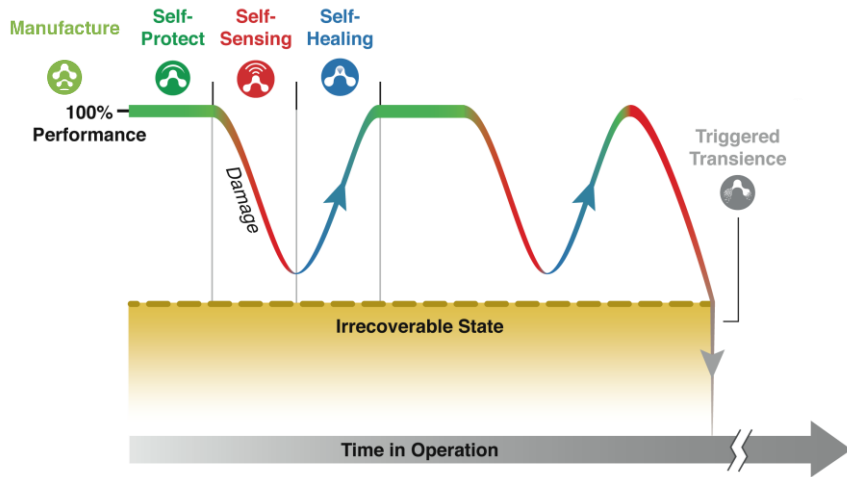 Manufacture
Self-
Protect
Self-
Sensing
Self-
Healing
100%
Performance
Damage
Triggered
Transience
Irrecoverable State
Time in Operation